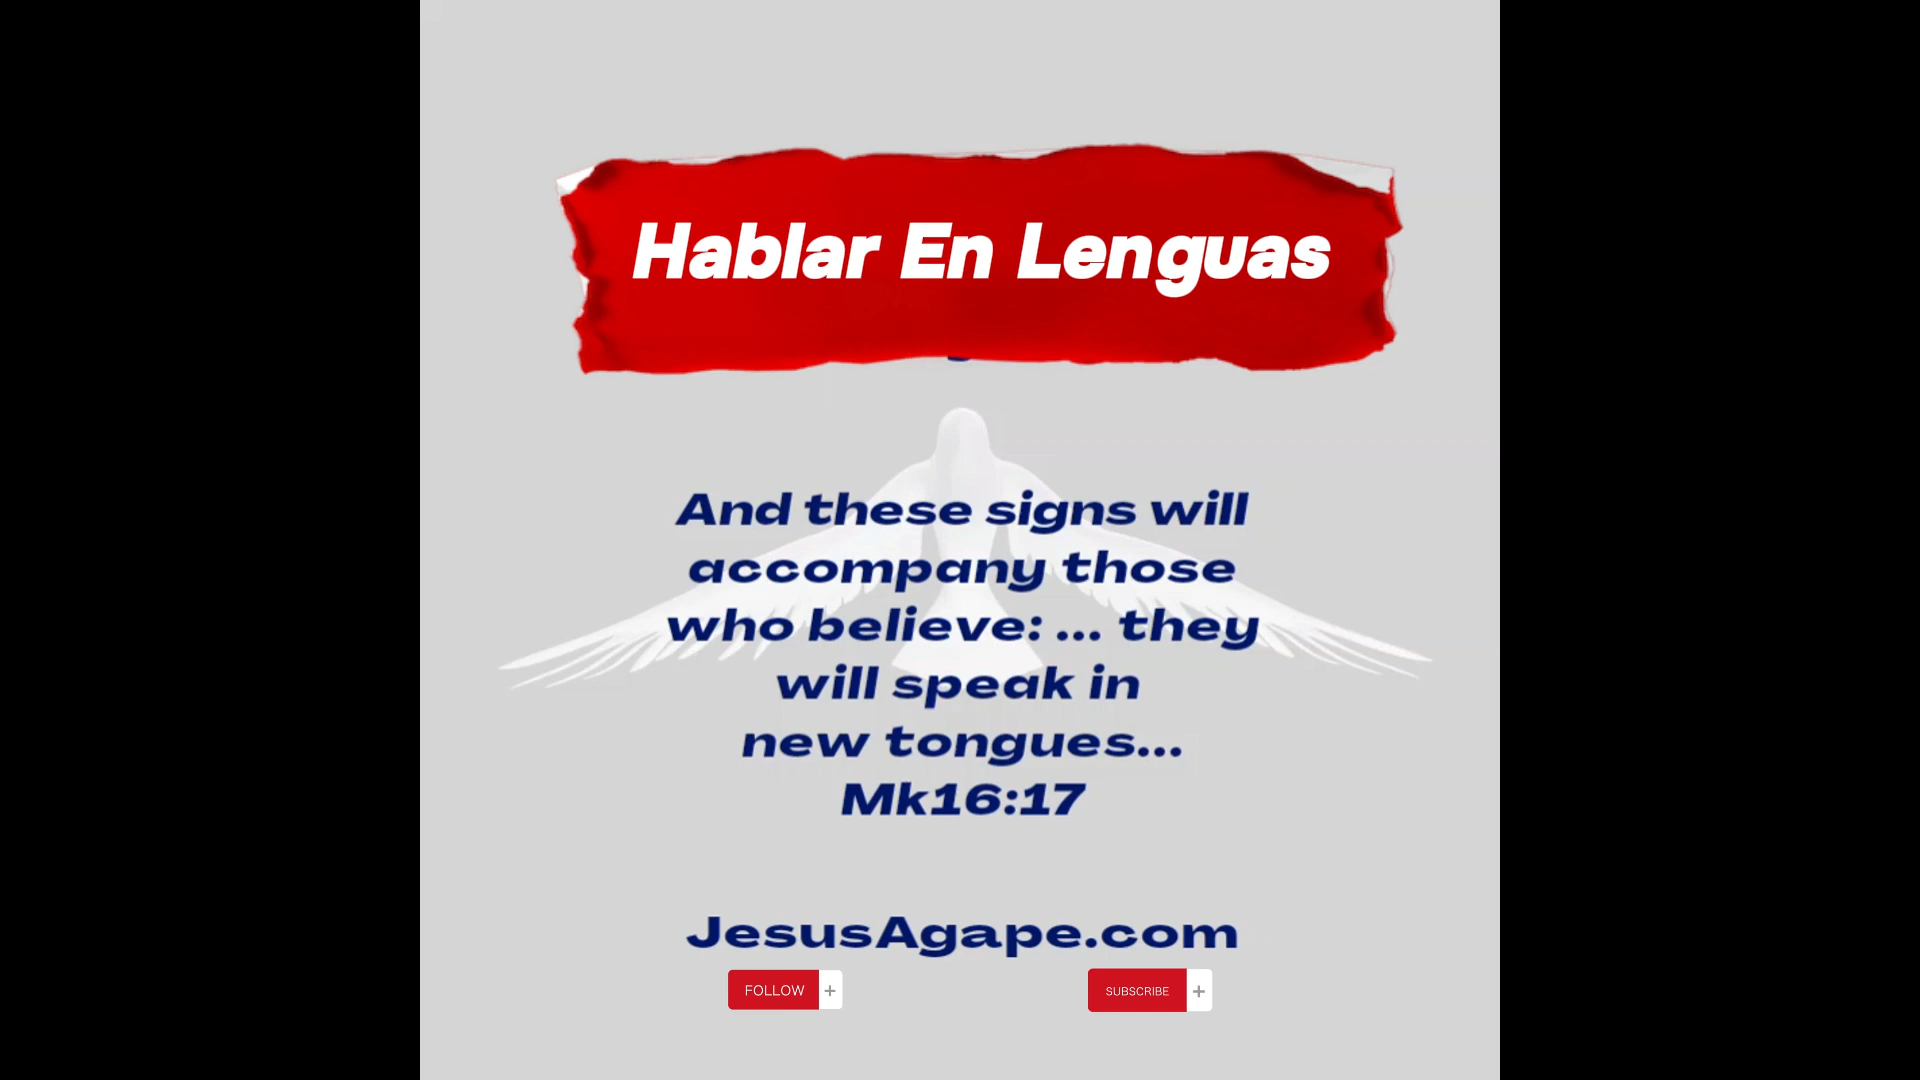 Hablar En Lenguas
And these signs will
accompany those
who believe: ... they
will speak in
new tongues...
Mk16:17
JesusAgape.com
FOLLOW +
SUBSCRIBE +